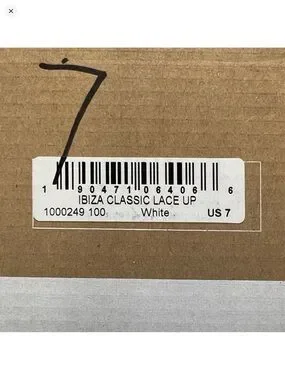 7
1 90471 06406 6
IBIZA CLASSIC LACE UP
1000249 100 White US 7